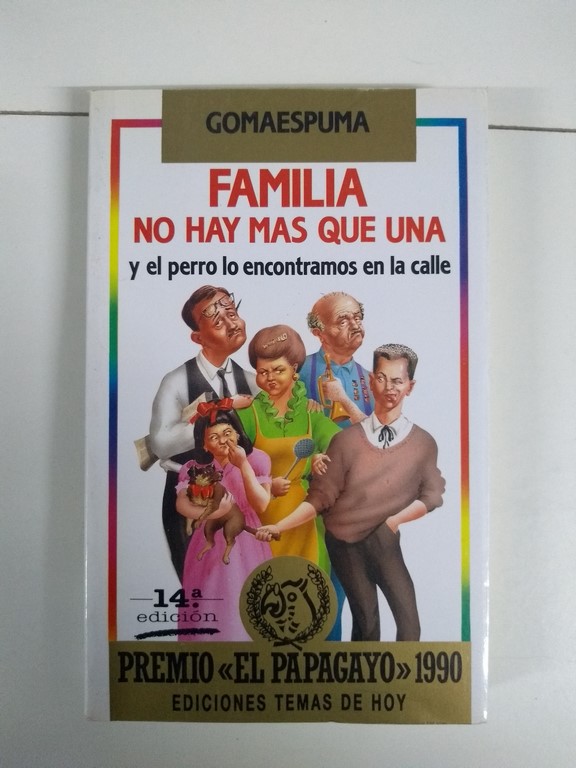 GOMAESPUMA
FAMILIA
NO HAY MAS QUE UNA
y el perro lo encontramos en la calle
14.ª
edición
PREMIO «EL PAPAGAYO» 1990
EDICIONES TEMAS DE HOY